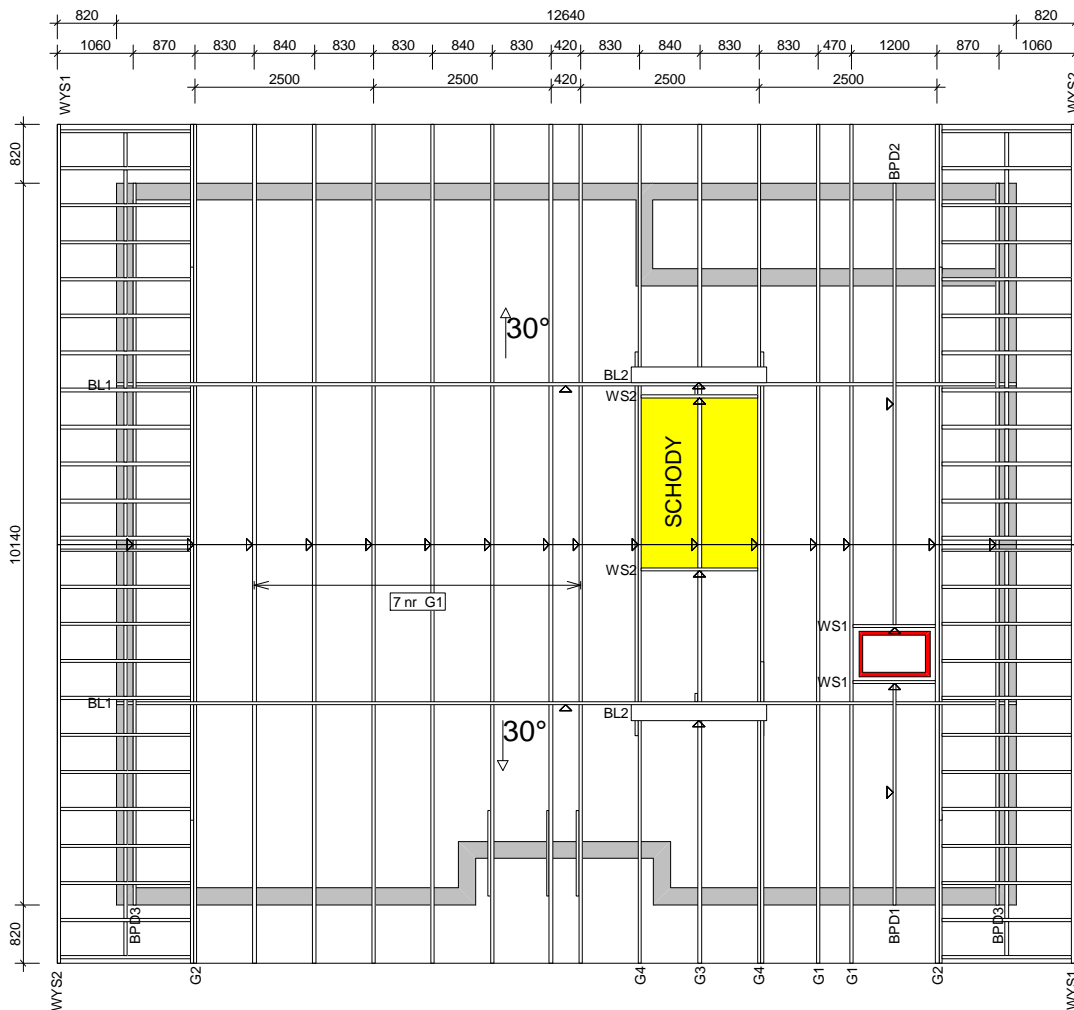 820 12640 820
1060 870 830 840 830 830 840 830 420 830 840 830 830 470 1200 870 1060
2500 2500 420 2500 2500
WYS1
WYS2
820
BPD2
30°
BL2
BL1
WS2
SCHODY
10140
WS2
7 nr G1
WS1
WS1
BL1
BL2
30°
820
BPD3
BPD1
BPD3
WYS2
G2
G4
G3
G4
G1
G1
G2
WYS1